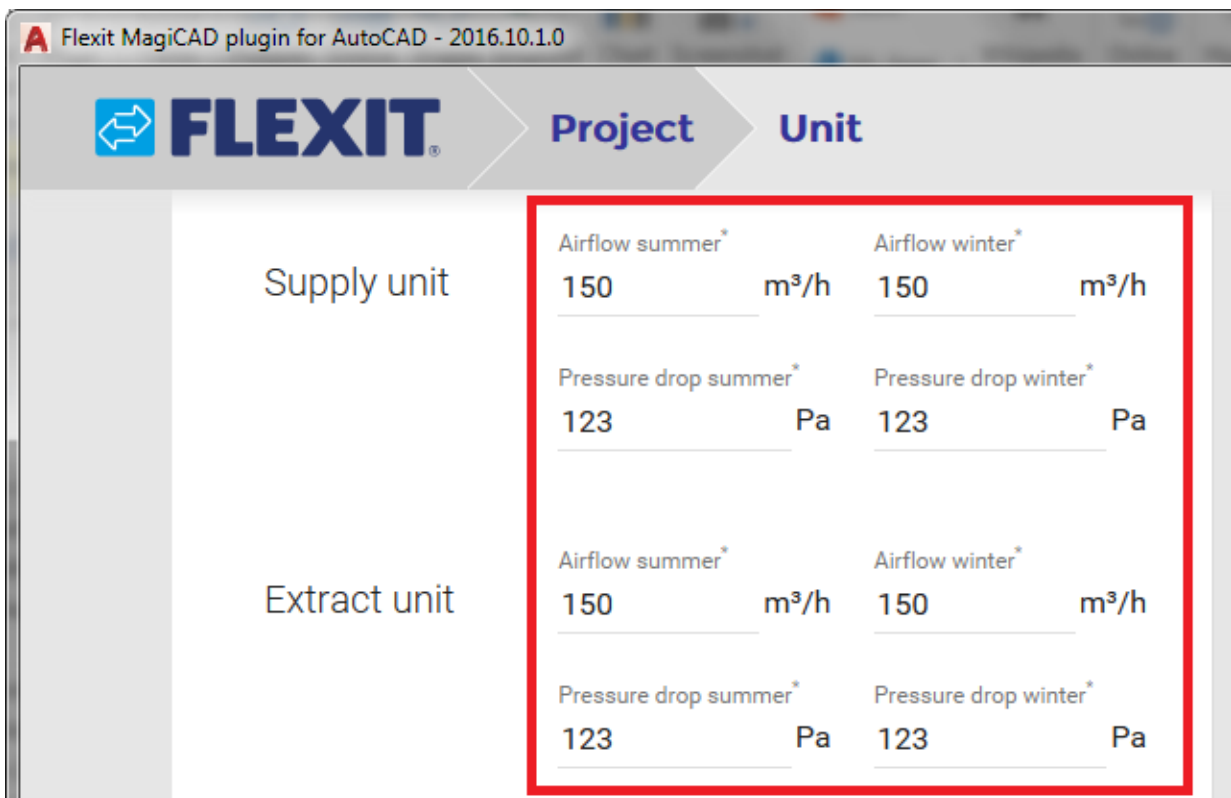 Flexit MagiCAD plugin for AutoCAD - 2016.10.1.0
FLEXIT® Project Unit
Airflow summer* Airflow winter*
Supply unit 150 m³/h 150 m³/h
Pressure drop summer* Pressure drop winter*
123 Pa 123 Pa
Airflow summer* Airflow winter*
Extract unit 150 m³/h 150 m³/h
Pressure drop summer* Pressure drop winter*
123 Pa 123 Pa